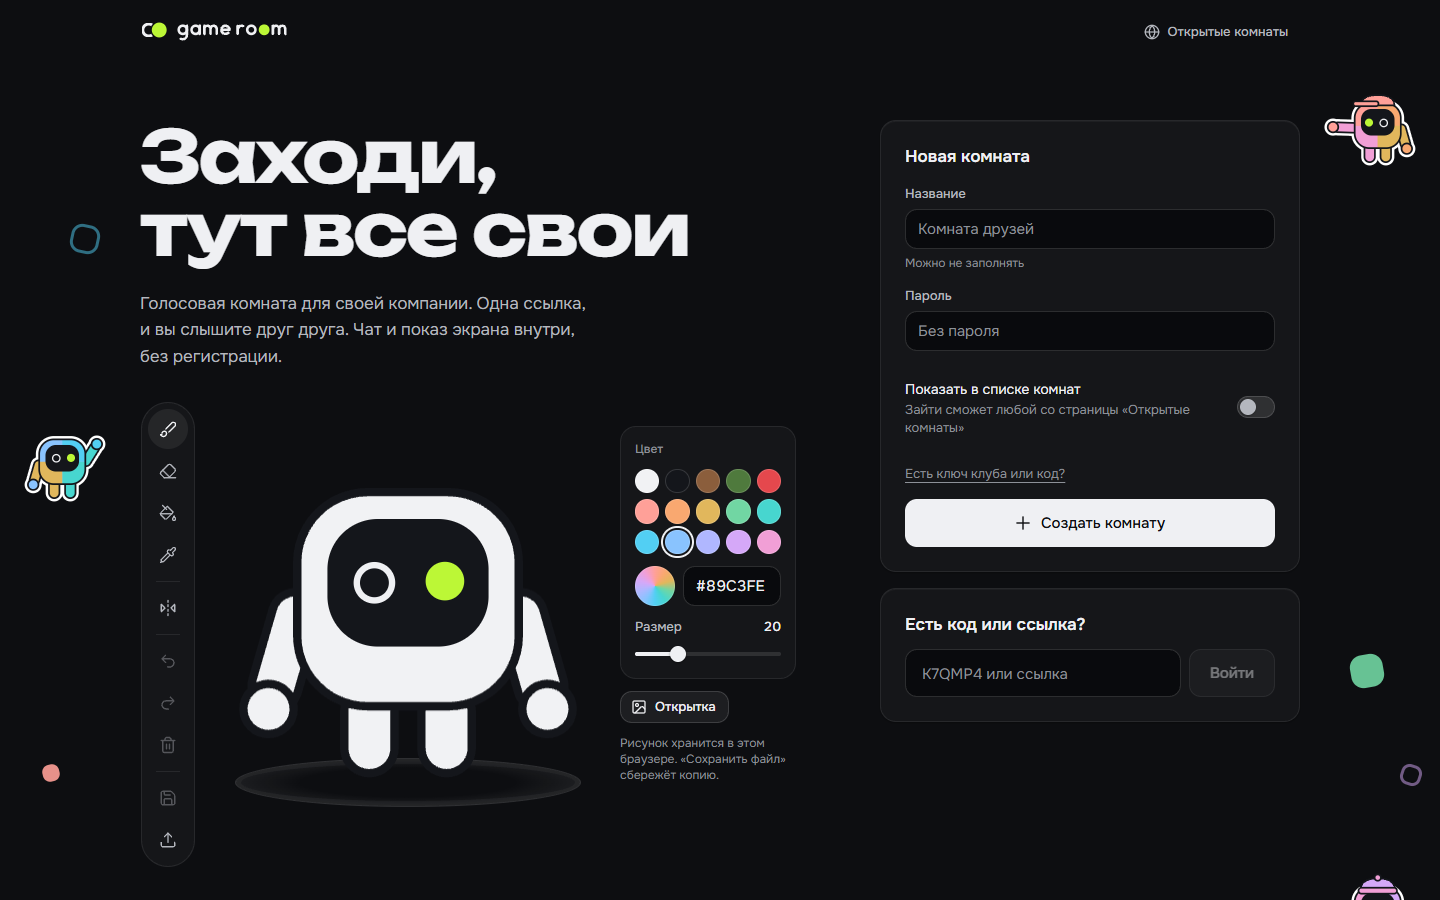 game room
Открытые комнаты
Заходи,
тут все свои
Голосовая комната для своей компании. Одна ссылка,
и вы слышите друг друга. Чат и показ экрана внутри,
без регистрации.
Цвет
#89C3FE
Размер 20
Открытка
Рисунок хранится в этом
браузере. «Сохранить файл»
сбережёт копию.
Новая комната
Название
Комната друзей
Можно не заполнять
Пароль
Без пароля
Показать в списке комнат
Зайти сможет любой со страницы «Открытые
комнаты»
Есть ключ клуба или код?
Создать комнату
Есть код или ссылка?
K7QMP4 или ссылка
Войти